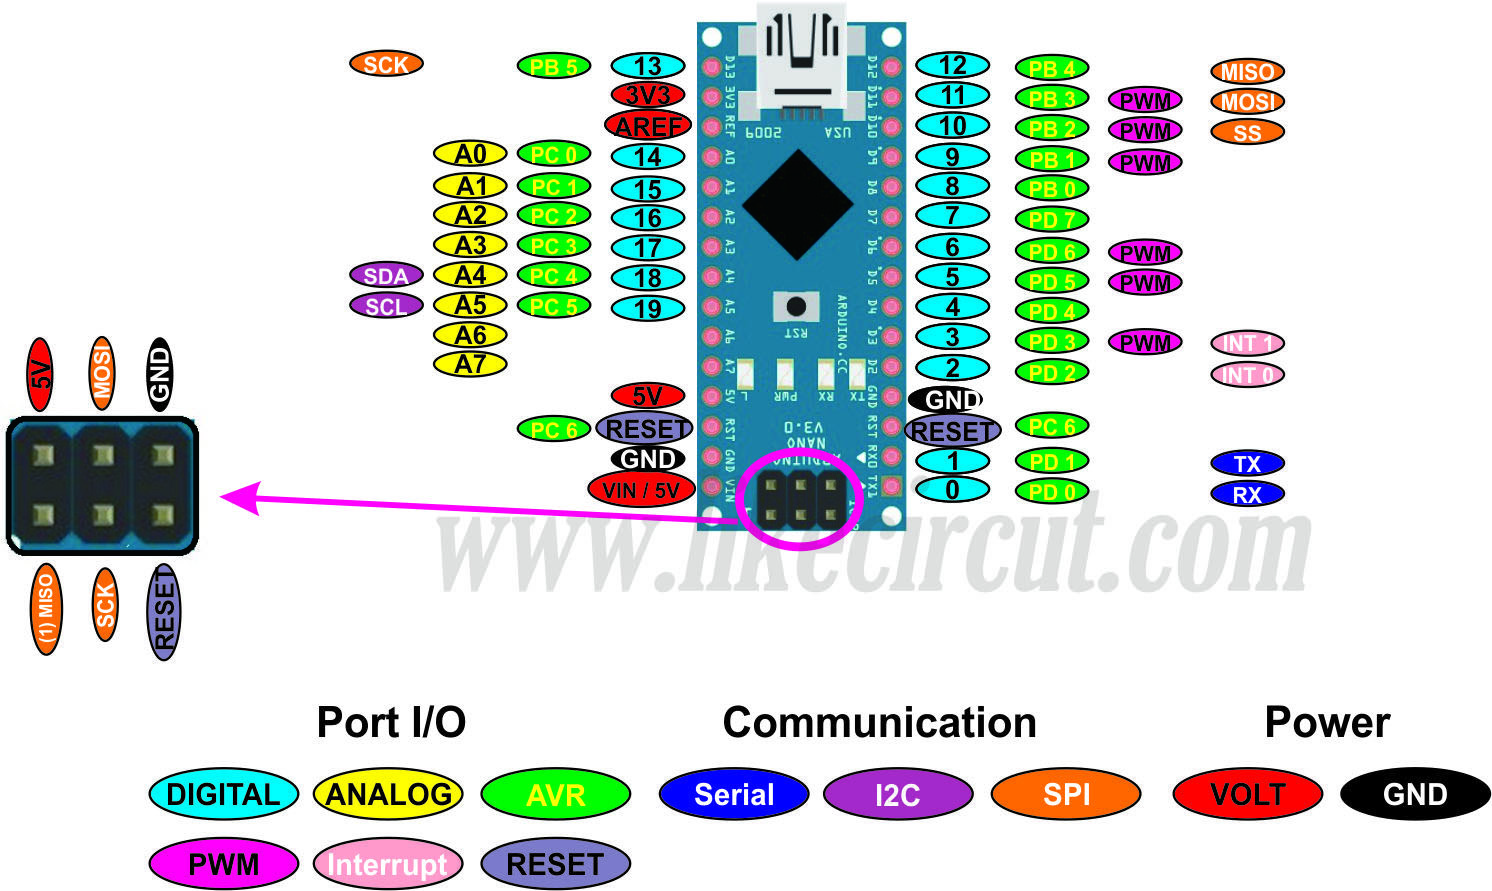 SCK PB 5 13 12 PB 4 MISO
3V3 11 PB 3 PWM MOSI
AREF 10 PB 2 PWM SS
A0 PC 0 14 9 PB 1 PWM
A1 PC 1 15 8 PB 0
A2 PC 2 16 7 PD 7
A3 PC 3 17 6 PD 6 PWM
SDA A4 PC 4 18 5 PD 5 PWM
SCL A5 PC 5 19 4 PD 4
A6 3 PD 3 PWM INT 1
A7 2 PD 2 INT 0
5V GND
PC 6 RESET RESET PC 6
GND 1 PD 1 TX
VIN / 5V 0 PD 0 RX
D13 3V3 REF A0 A1 A2 A3 A4 A5 A6 A7 5V RST GND VIN
D12 D11 D10 D9 D8 D7 D6 D5 D4 D3 D2 GND RST RX0 TX1
2009 USA
RST
ARDUINO.CC
L PWR RX TX
V3.0
NANO
ARDUINO
5V MOSI GND
(1) MISO SCK RESET
www.likecircut.com
Port I/O Communication Power
DIGITAL ANALOG AVR Serial I2C SPI VOLT GND
PWM Interrupt RESET